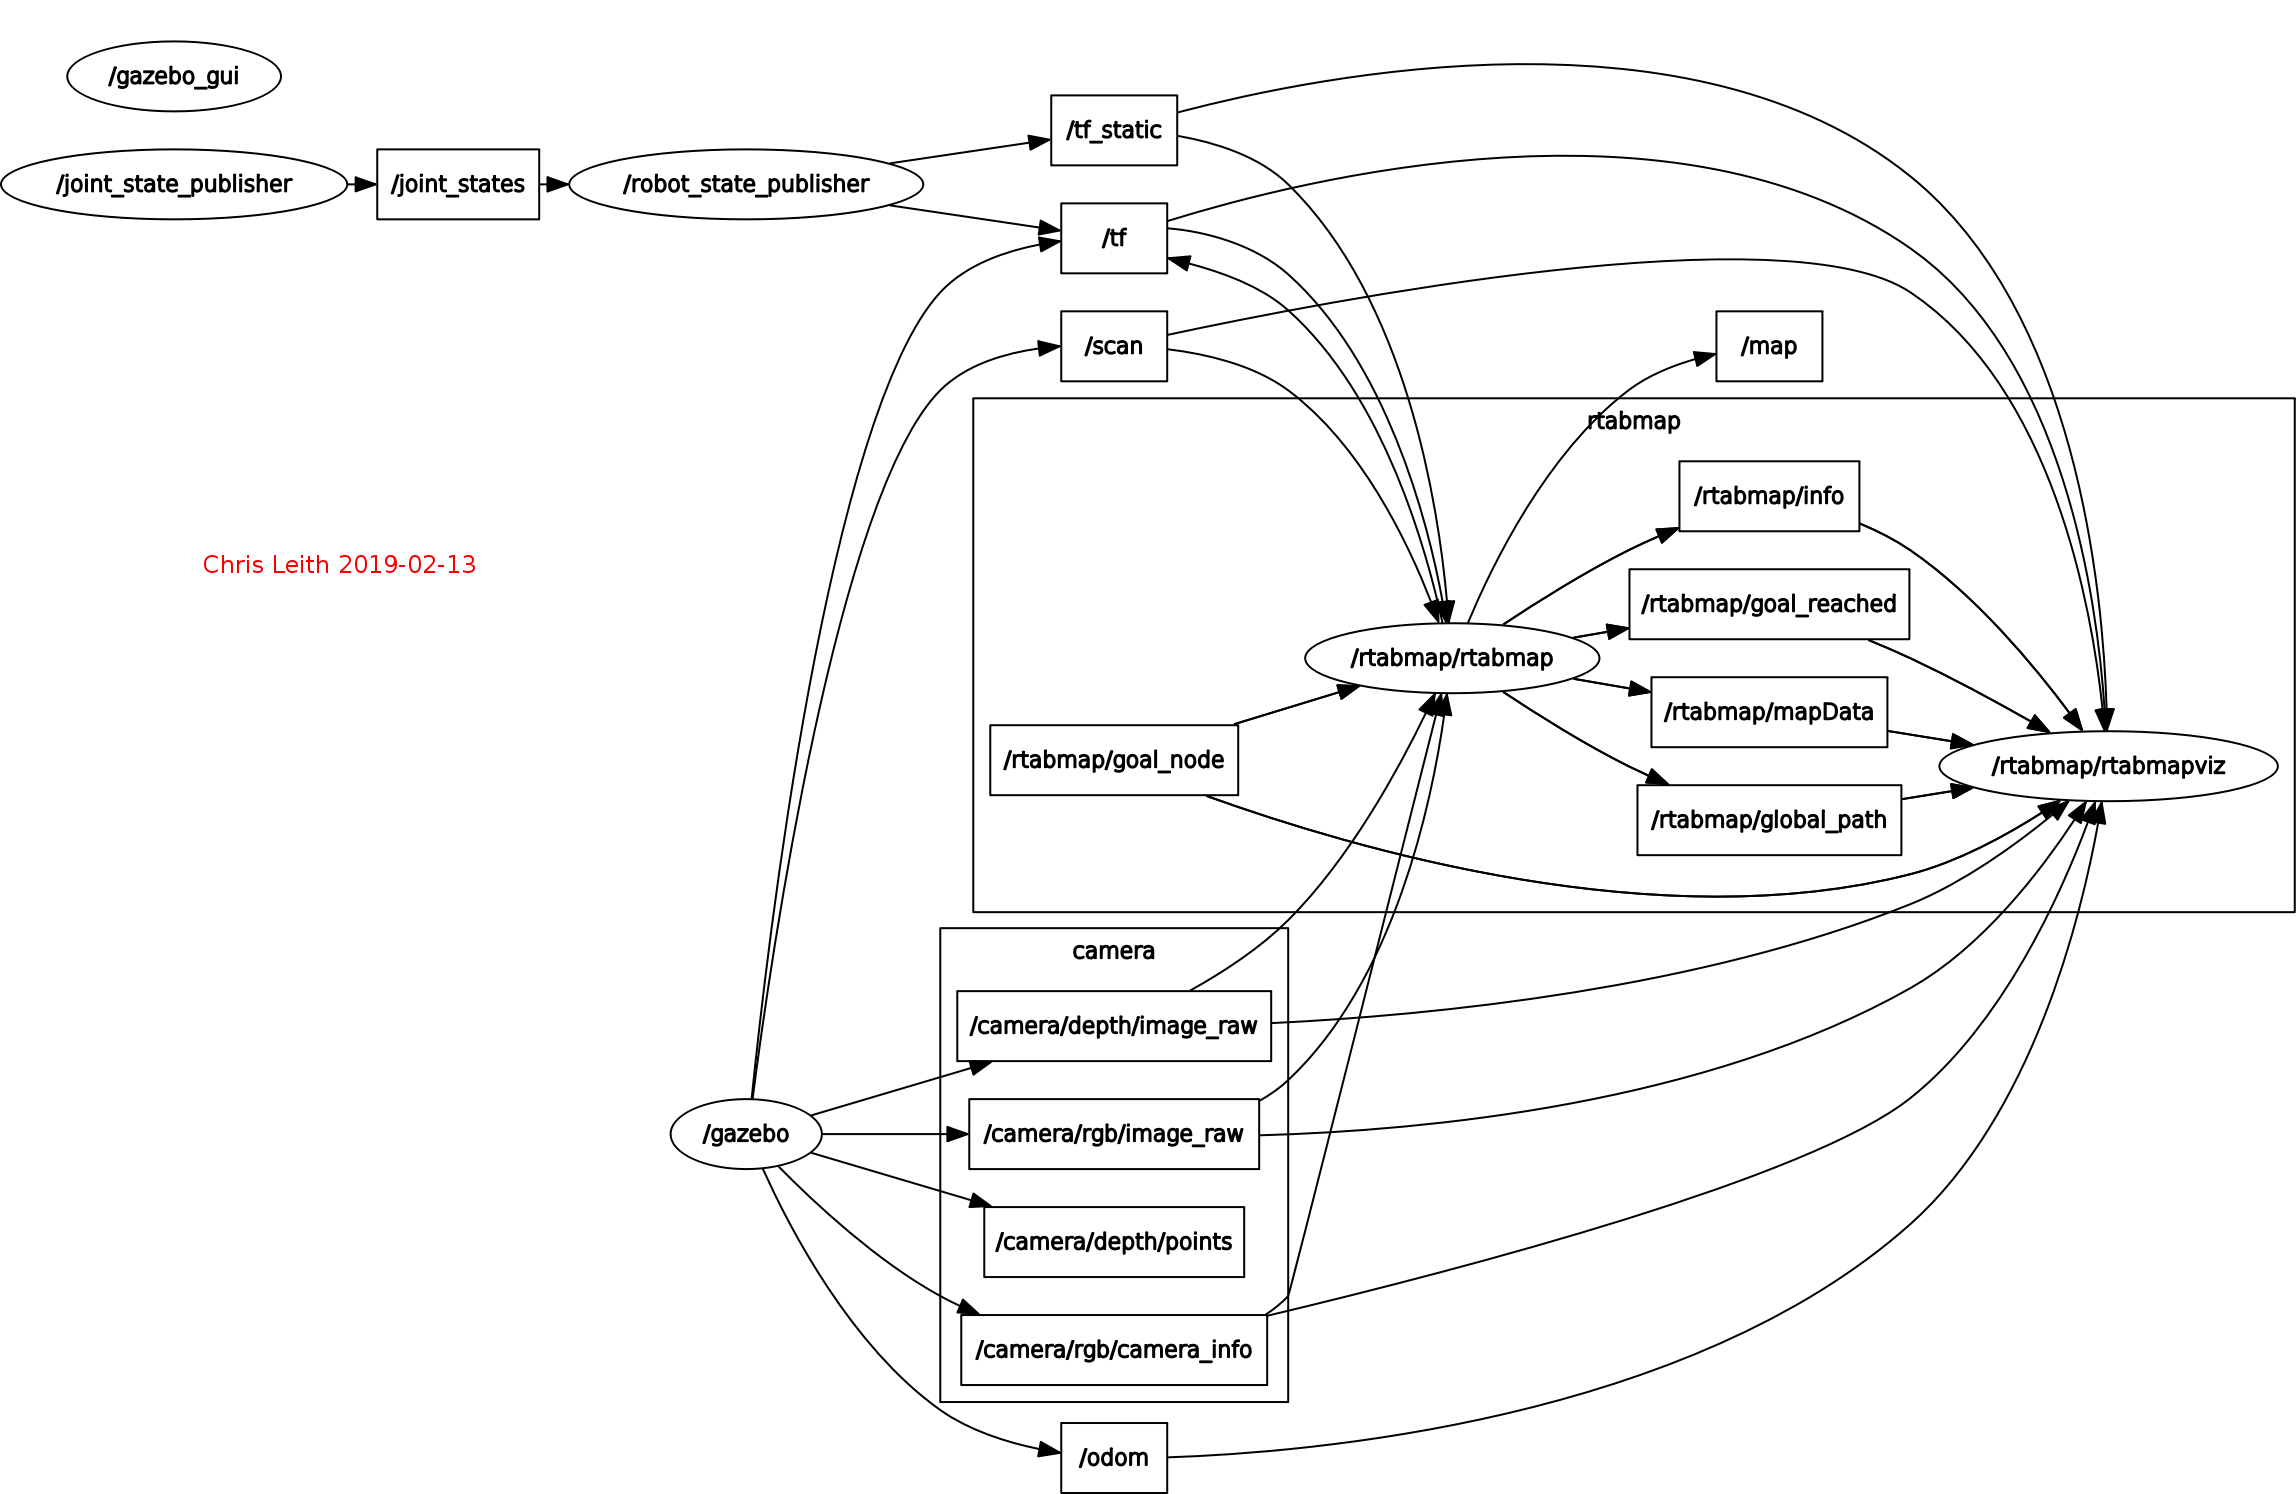 /gazebo_gui
/joint_state_publisher
/joint_states
/robot_state_publisher
/tf_static
/tf
/scan
/map
rtabmap
/rtabmap/info
/rtabmap/goal_reached
/rtabmap/rtabmap
/rtabmap/mapData
/rtabmap/goal_node
/rtabmap/rtabmapviz
/rtabmap/global_path
Chris Leith 2019-02-13
camera
/camera/depth/image_raw
/gazebo
/camera/rgb/image_raw
/camera/depth/points
/camera/rgb/camera_info
/odom